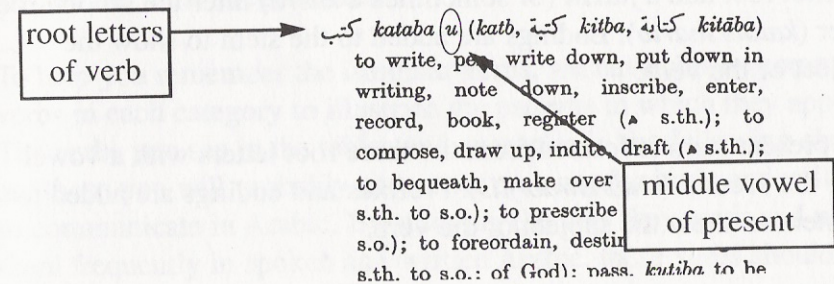 root letters
of verb
كتب kataba (u) (katb, كتبة kitba, كتابة kitāba)
to write, pen, write down, put down in
writing, note down, inscribe, enter,
record, book, register (ﻫ s.th.); to
compose, draw up, indite, draft (ﻫ s.th.);
to bequeath, make over
s.th. to s.o.); to prescribe
s.o.); to foreordain, destin
s.th. to s.o.; of God); pass. kutiba to be
middle vowel
of present